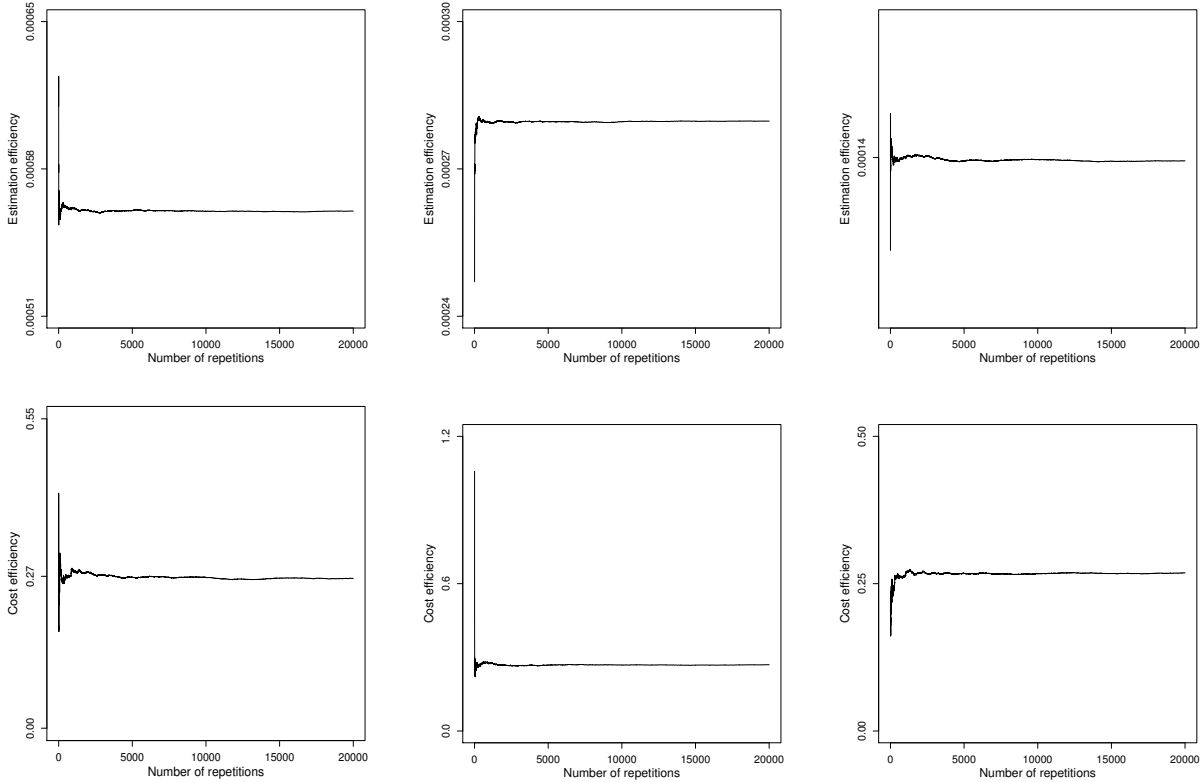 Estimation efficiency
0.00051 0.00058 0.00065
0 5000 10000 15000 20000
Number of repetitions
Estimation efficiency
0.00024 0.00027 0.00030
0 5000 10000 15000 20000
Number of repetitions
Estimation efficiency
0.00014
0 5000 10000 15000 20000
Number of repetitions
Cost efficiency
0.00 0.27 0.55
0 5000 10000 15000 20000
Number of repetitions
Cost efficiency
0.0 0.6 1.2
0 5000 10000 15000 20000
Number of repetitions
Cost efficiency
0.00 0.25 0.50
0 5000 10000 15000 20000
Number of repetitions